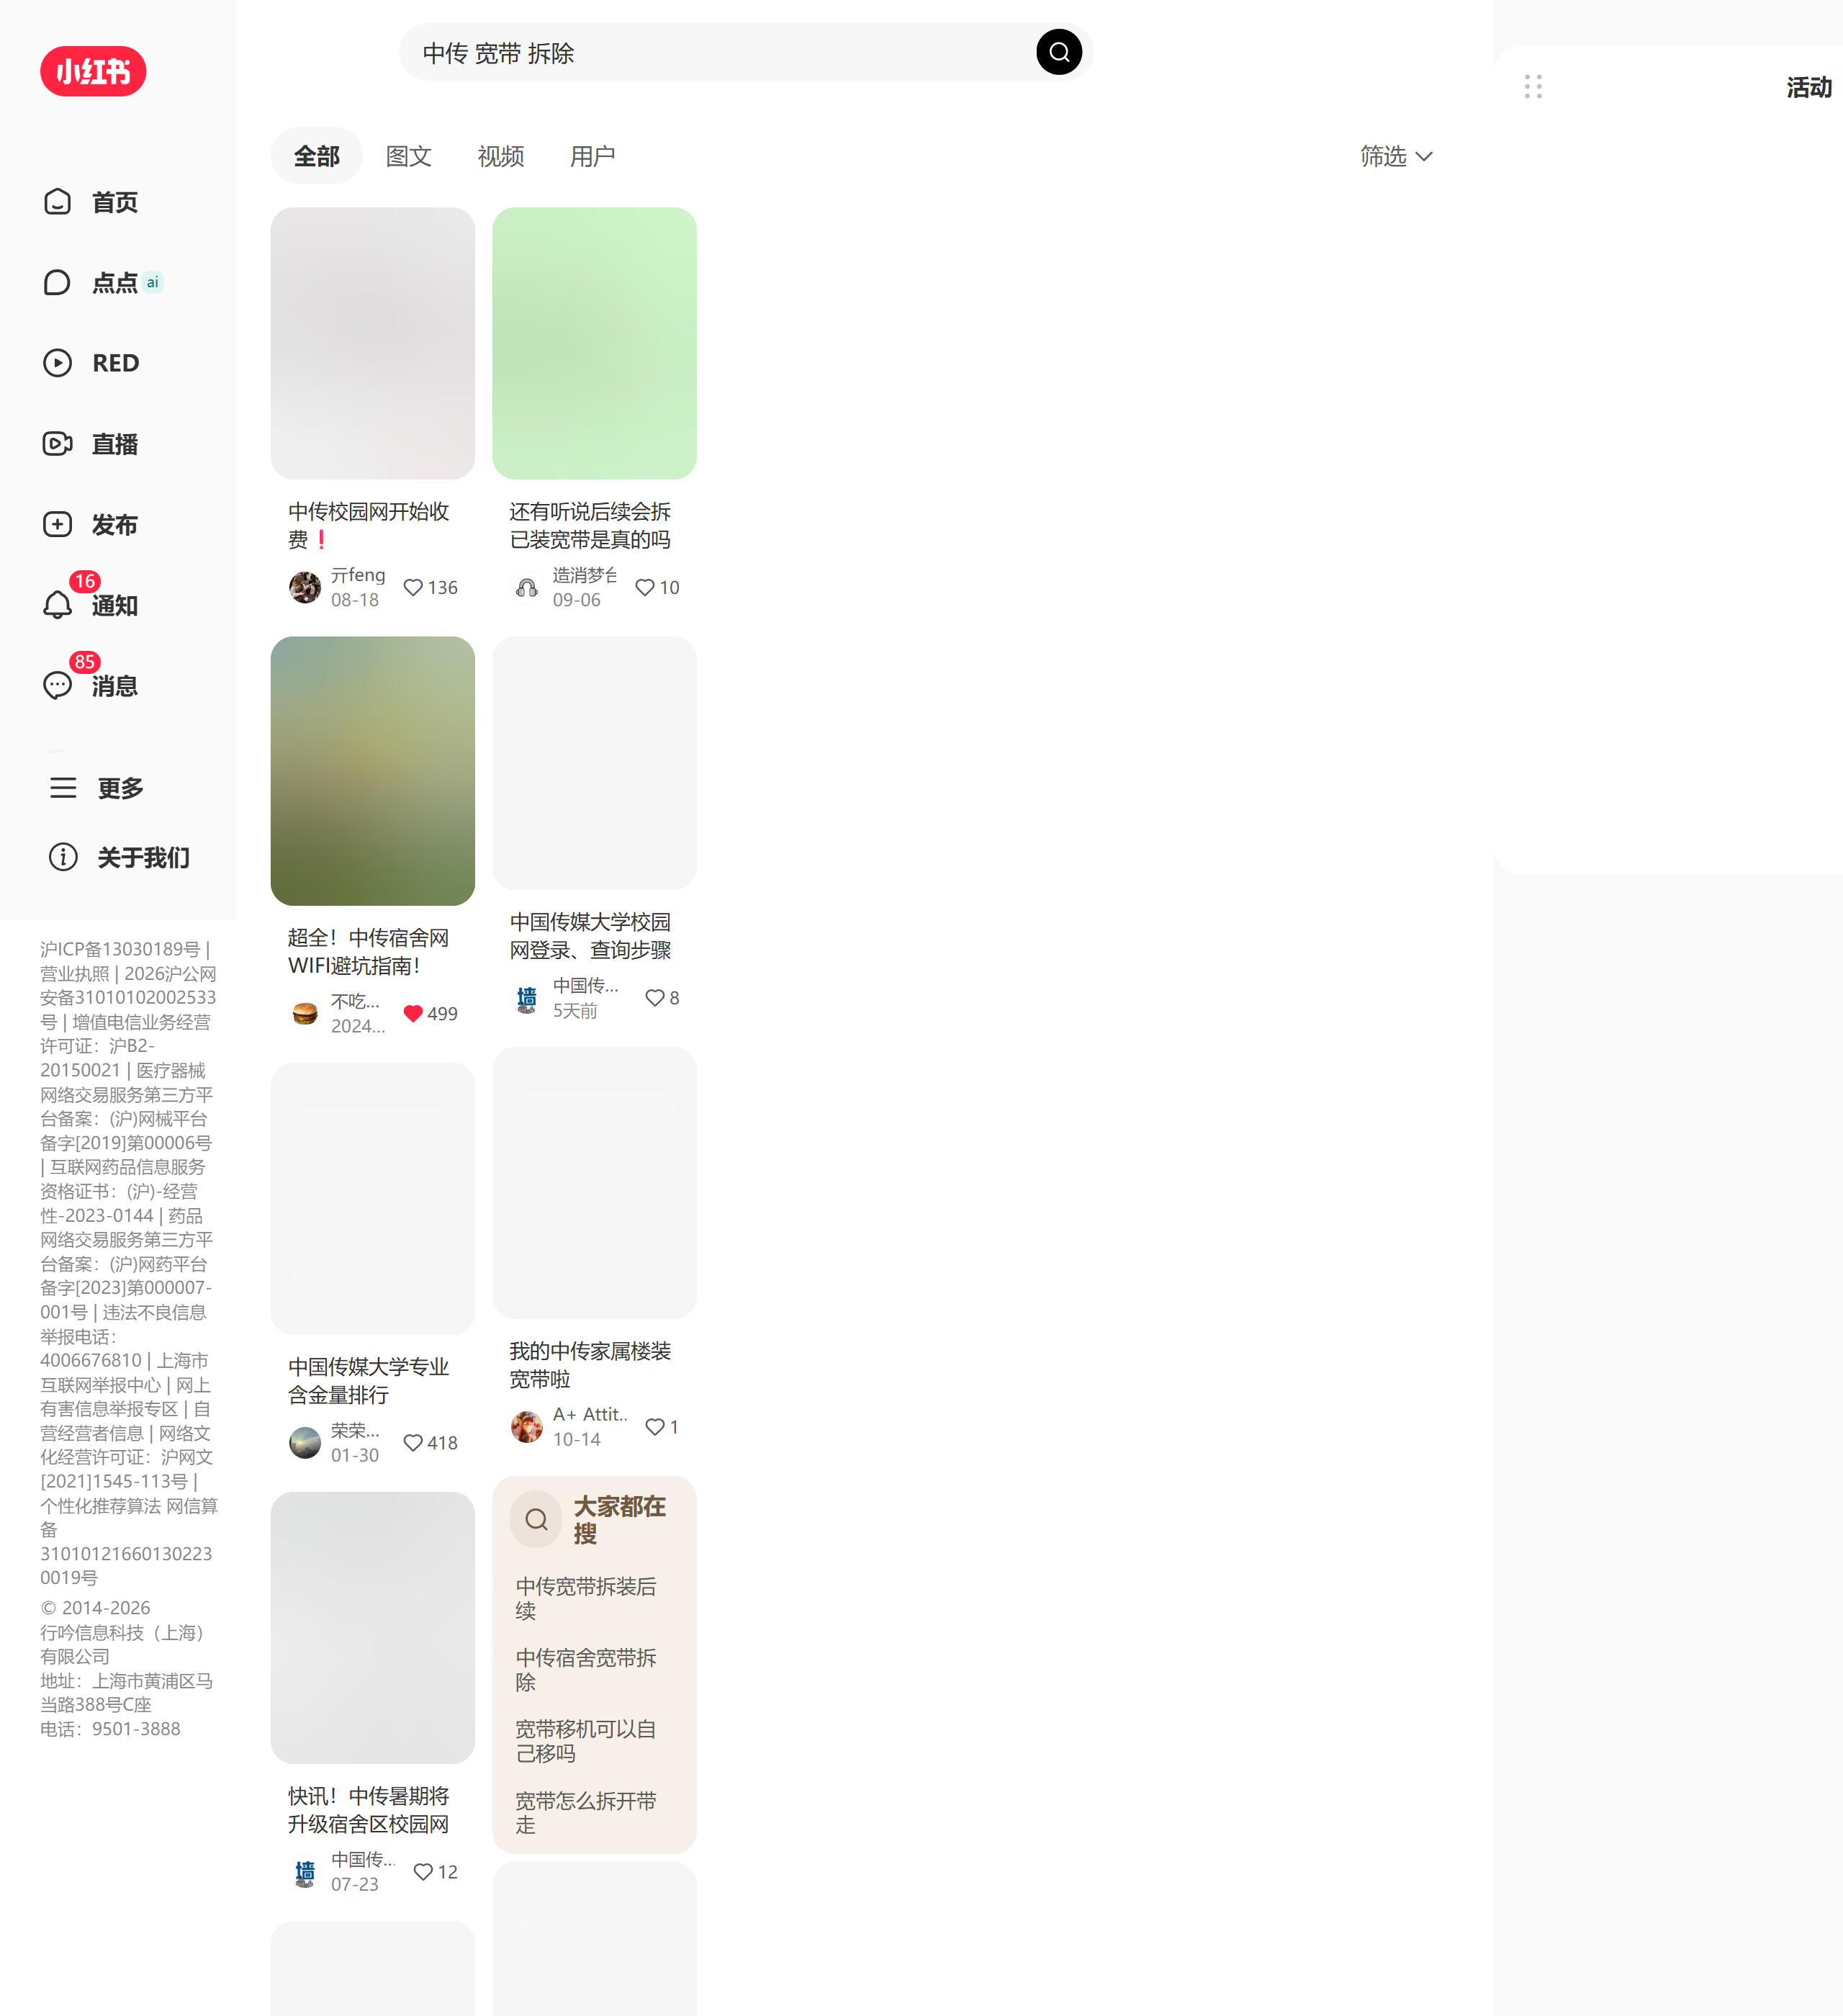 小红书
首页
点点 ai
RED
直播
发布
16
通知
85
消息
更多
关于我们
沪ICP备13030189号 |
营业执照 | 2026沪公网
安备31010102002533
号 | 增值电信业务经营
许可证：沪B2-
20150021 | 医疗器械
网络交易服务第三方平
台备案：(沪)网械平台
备字[2019]第00006号
| 互联网药品信息服务
资格证书：(沪)-经营
性-2023-0144 | 药品
网络交易服务第三方平
台备案：(沪)网药平台
备字[2023]第000007-
001号 | 违法不良信息
举报电话：
4006676810 | 上海市
互联网举报中心 | 网上
有害信息举报专区 | 自
营经营者信息 | 网络文
化经营许可证：沪网文
[2021]1545-113号 |
个性化推荐算法 网信算
备
310101216601302​23
0019号
© 2014-2026
行吟信息科技（上海）
有限公司
地址：上海市黄浦区马
当路388号C座
电话：9501-3888
中传 宽带 拆除
全部 图文 视频 用户 筛选
中传校园网开始收
费❗
亓feng
08-18
136
还有听说后续会拆
已装宽带是真的吗
造消梦台
09-06
10
超全！中传宿舍网
WIFI避坑指南！
不吃...
2024...
499
中国传媒大学校园
网登录、查询步骤
墙
中国传...
5天前
8
中国传媒大学专业
含金量排行
荣荣...
01-30
418
我的中传家属楼装
宽带啦
A+ Attit..
10-14
1
快讯！中传暑期将
升级宿舍区校园网
墙
中国传...
07-23
12
大家都在
搜
中传宽带拆装后
续
中传宿舍宽带拆
除
宽带移机可以自
己移吗
宽带怎么拆开带
走
活动